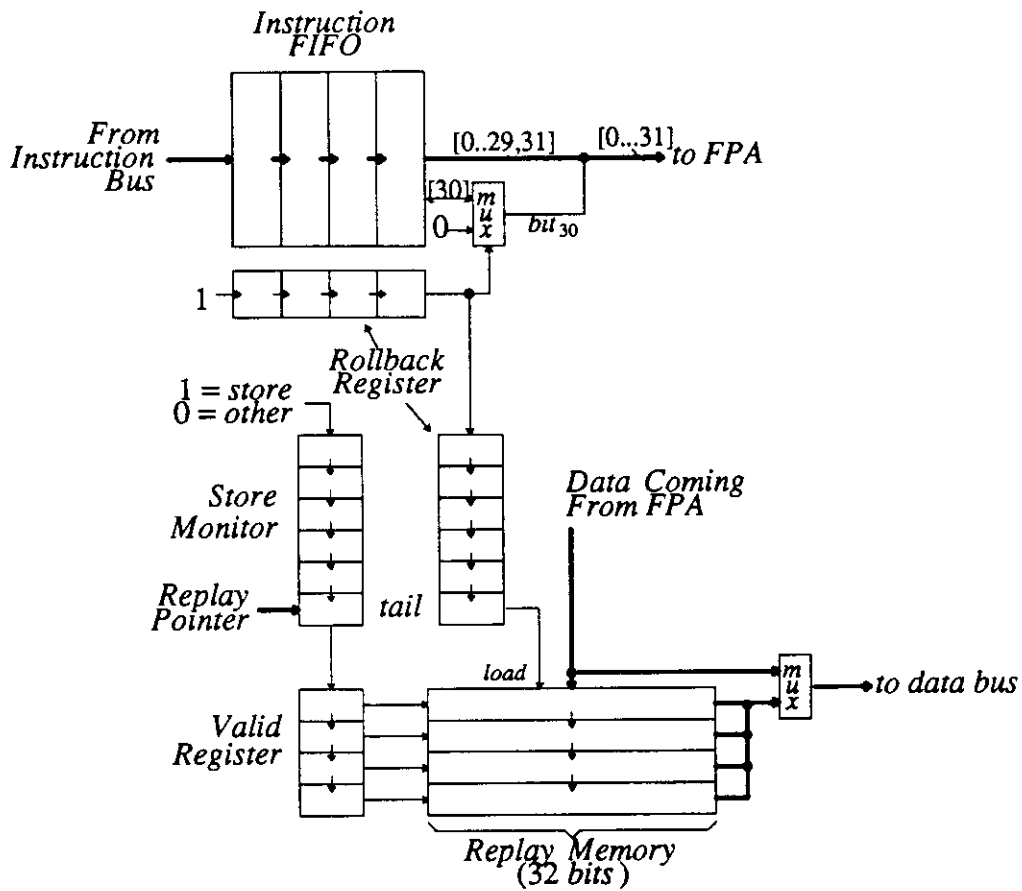 Instruction
FIFO
From
Instruction
Bus
[0..29,31]
[0...31]
to FPA
[30]
0
mux
bit30
1
Rollback
Register
1 = store
0 = other
Store
Monitor
Data Coming
From FPA
Replay
Pointer
tail
load
mux
to data bus
Valid
Register
Replay Memory
(32 bits)